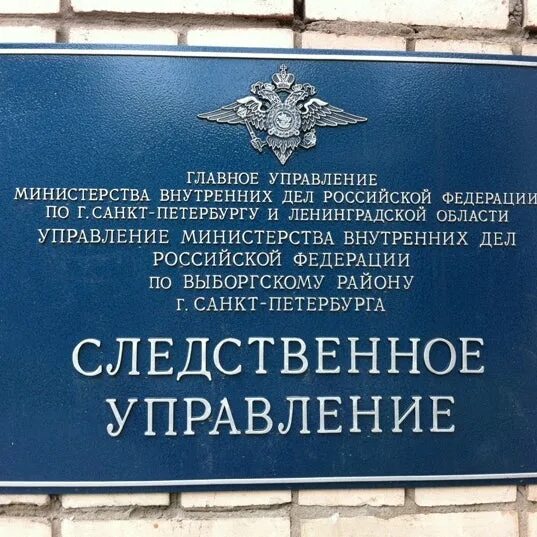 ГЛАВНОЕ УПРАВЛЕНИЕ
МИНИСТЕРСТВА ВНУТРЕННИХ ДЕЛ РОССИЙСКОЙ ФЕДЕРАЦИИ
ПО Г. САНКТ-ПЕТЕРБУРГУ И ЛЕНИНГРАДСКОЙ ОБЛАСТИ
УПРАВЛЕНИЕ МИНИСТЕРСТВА ВНУТРЕННИХ ДЕЛ
РОССИЙСКОЙ ФЕДЕРАЦИИ
ПО ВЫБОРГСКОМУ РАЙОНУ
Г. САНКТ-ПЕТЕРБУРГА
СЛЕДСТВЕННОЕ
УПРАВЛЕНИЕ